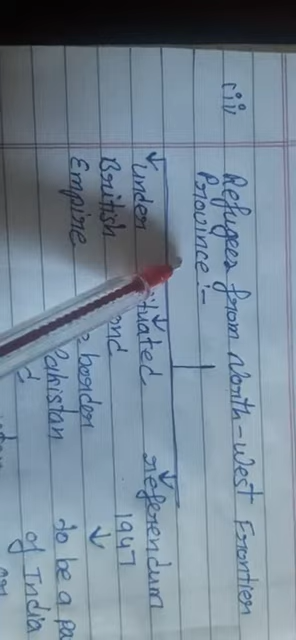 (ii) Refugees from North-West Frontier
Province :-
under
British
Empire
situated
border
Pakistan
referendum
1947
to be a
of India